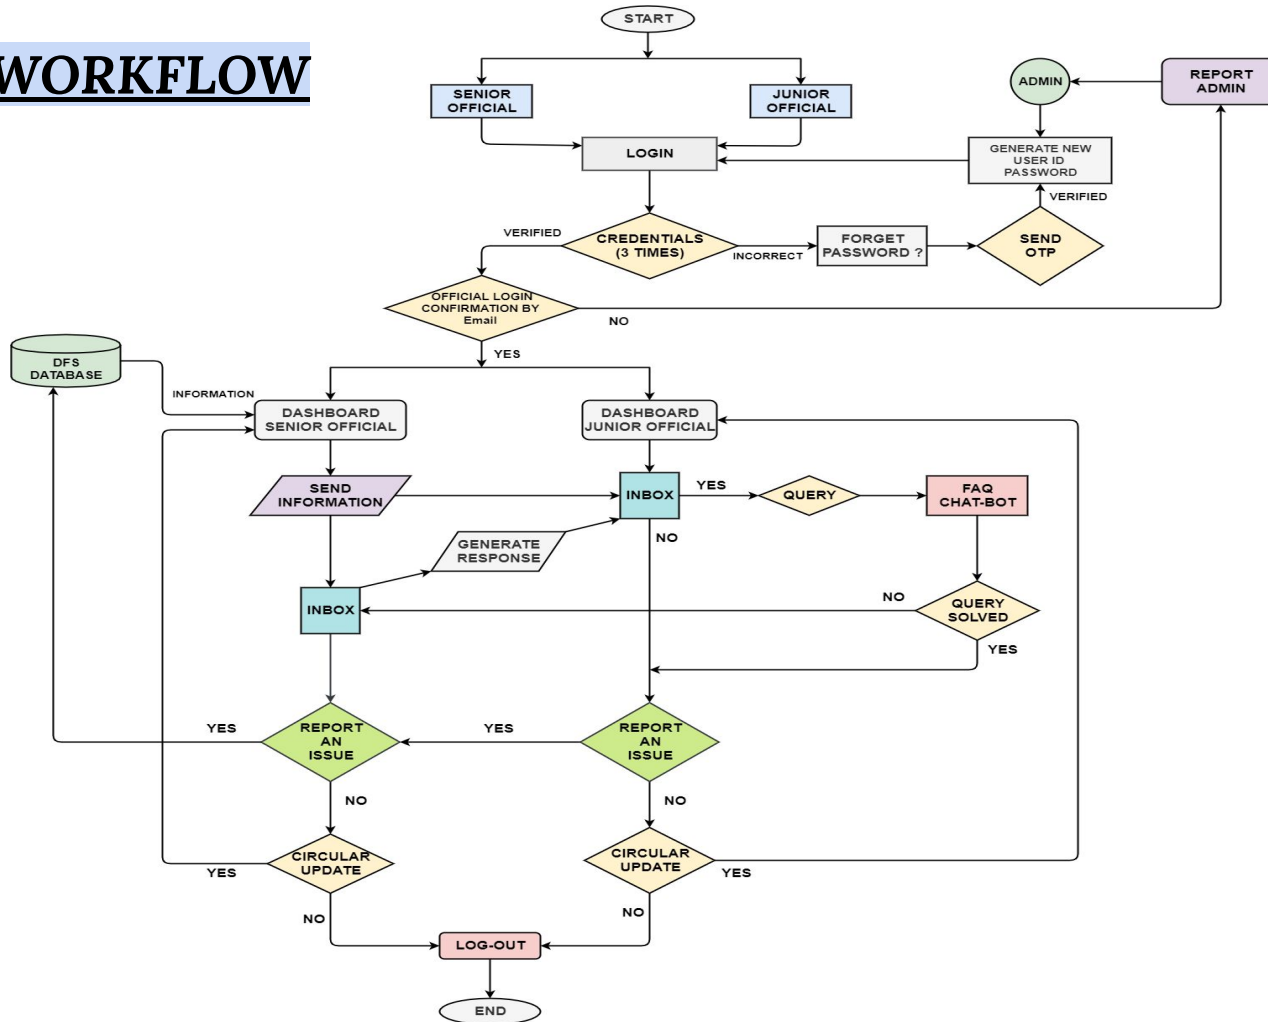 WORKFLOW
START
SENIOR
OFFICIAL
JUNIOR
OFFICIAL
ADMIN
REPORT
ADMIN
LOGIN
GENERATE NEW
USER ID
PASSWORD
VERIFIED
VERIFIED
CREDENTIALS
(3 TIMES)
INCORRECT
FORGET
PASSWORD ?
SEND
OTP
OFFICIAL LOGIN
CONFIRMATION BY
Email
NO
YES
DFS
DATABASE
INFORMATION
DASHBOARD
SENIOR OFFICIAL
DASHBOARD
JUNIOR OFFICIAL
SEND
INFORMATION
INBOX
YES
QUERY
FAQ
CHAT-BOT
NO
GENERATE
RESPONSE
INBOX
NO
QUERY
SOLVED
YES
YES
REPORT
AN
ISSUE
YES
REPORT
AN
ISSUE
NO
NO
CIRCULAR
UPDATE
YES
CIRCULAR
UPDATE
YES
NO
NO
LOG-OUT
END